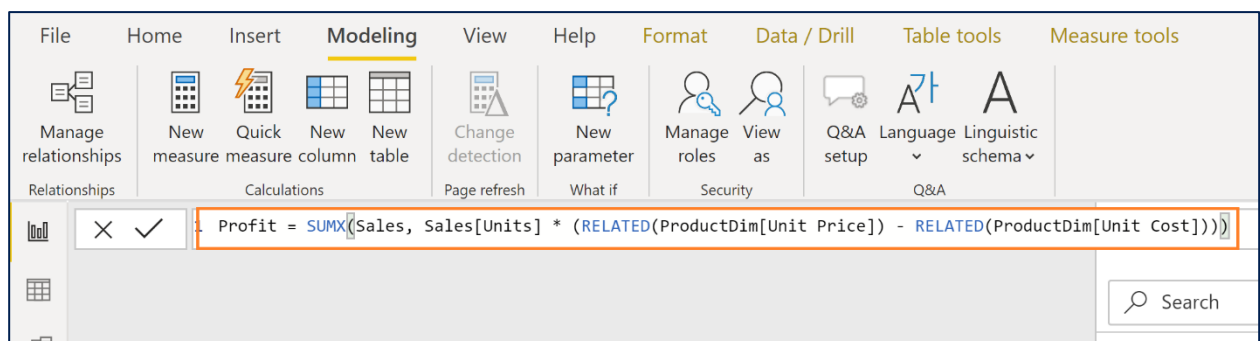 File Home Insert Modeling View Help Format Data / Drill Table tools Measure tools
Manage relationships
New measure
Quick measure
New column
New table
Change detection
New parameter
Manage roles
View as
Q&A setup
Language
Linguistic schema
Relationships Calculations Page refresh What if Security Q&A
1 Profit = SUMX(Sales, Sales[Units] * (RELATED(ProductDim[Unit Price]) - RELATED(ProductDim[Unit Cost])))
Search